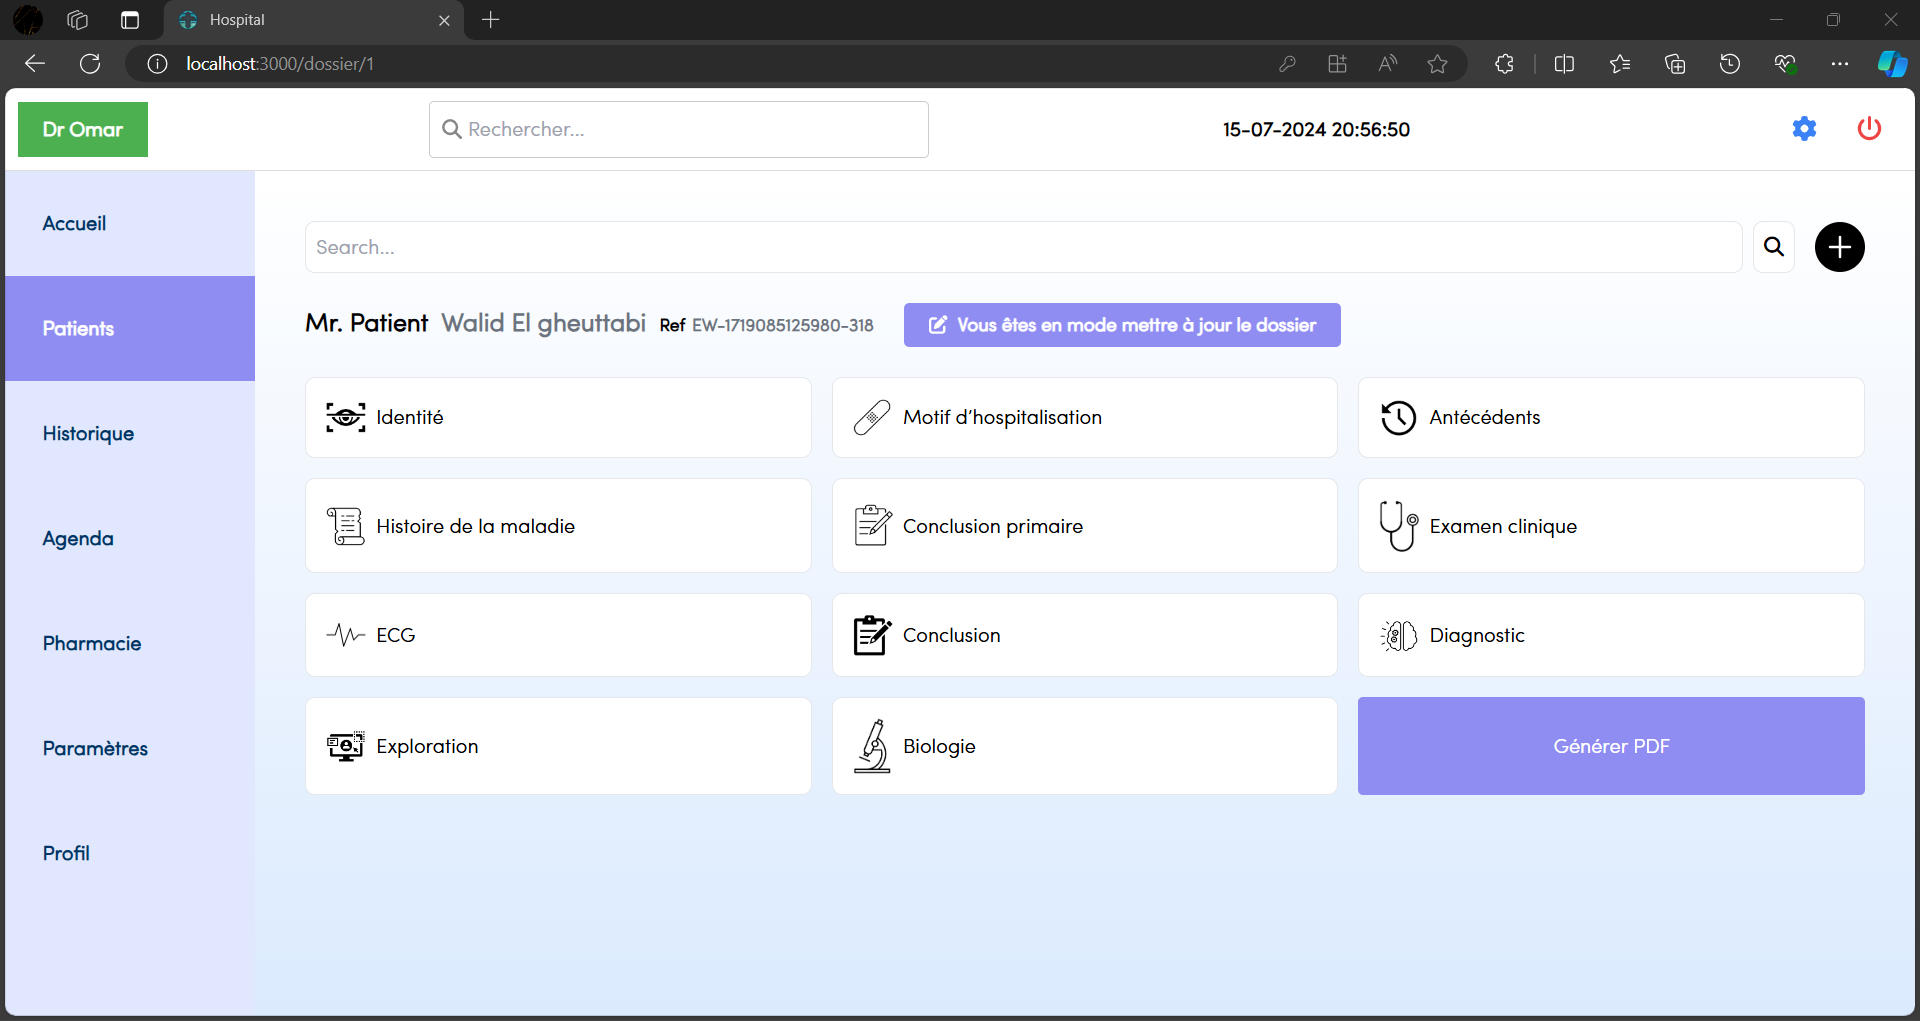 Hospital
localhost:3000/dossier/1
Dr Omar
Rechercher...
15-07-2024 20:56:50
Accueil
Patients
Historique
Agenda
Pharmacie
Paramètres
Profil
Search...
Mr. Patient Walid El gheuttabi Ref EW-1719085125980-318
Vous êtes en mode mettre à jour le dossier
Identité
Motif d’hospitalisation
Antécédents
Histoire de la maladie
Conclusion primaire
Examen clinique
ECG
Conclusion
Diagnostic
Exploration
Biologie
Générer PDF